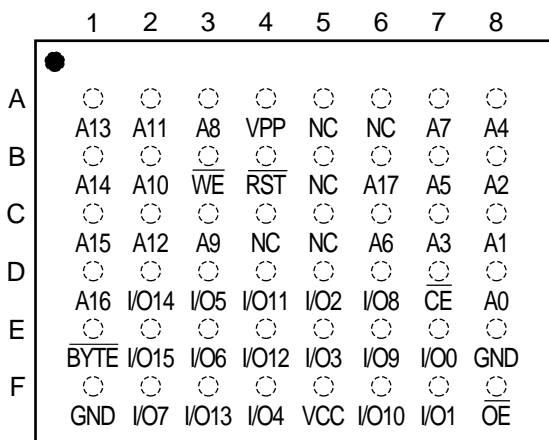 1 2 3 4 5 6 7 8
A
A13 A11 A8 VPP NC NC A7 A4
B
A14 A10 WE RST NC A17 A5 A2
C
A15 A12 A9 NC NC A6 A3 A1
D
A16 I/O14 I/O5 I/O11 I/O2 I/O8 CE A0
E
BYTE I/O15 I/O6 I/O12 I/O3 I/O9 I/O0 GND
F
GND I/O7 I/O13 I/O4 VCC I/O10 I/O1 OE